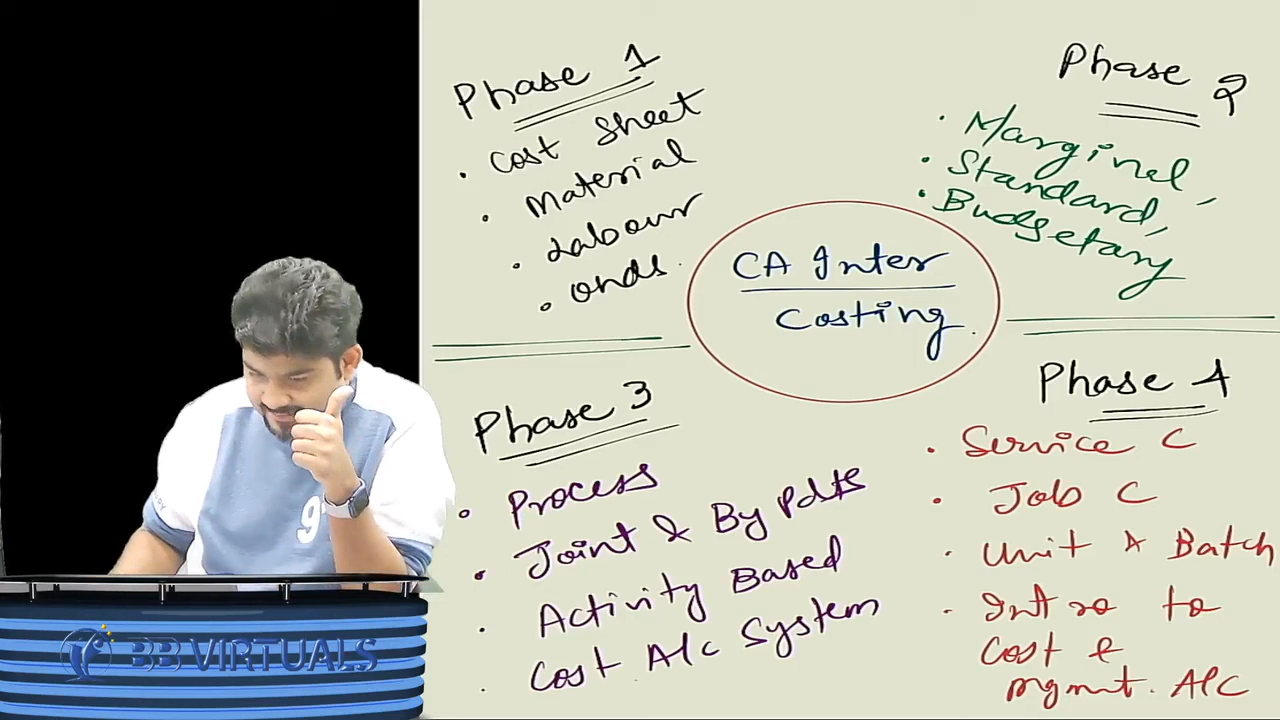 Phase 1
• Cost Sheet
• Material
• Labour
• OHDs.
Phase 2
• Marginal,
• Standard,
• Budgetary
CA Inter
Costing
Phase 3
• Process
• Joint & By Pdts
• Activity Based
• Cost A/c System
Phase 4
• Service C
• Job C
• Unit & Batch
• Intro to
Cost &
Mgmt. A/C
9
BB VIRTUALS